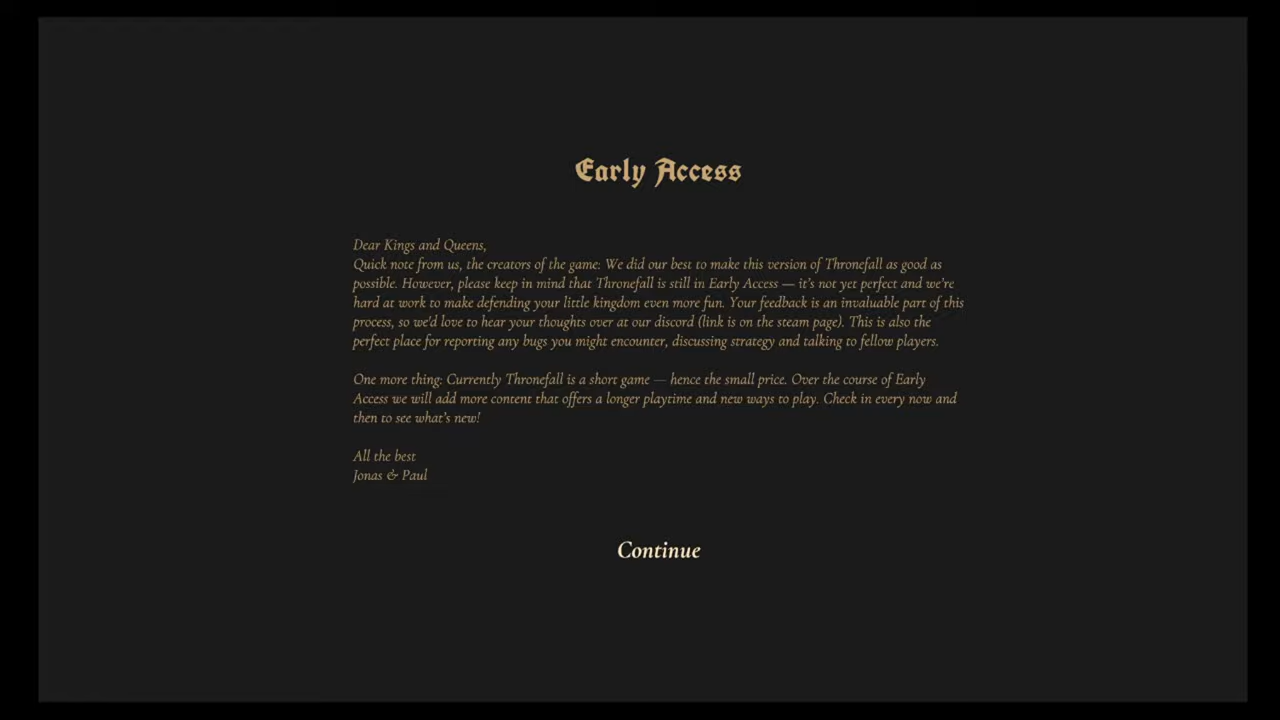 Early Access
Dear Kings and Queens,
Quick note from us, the creators of the game: We did our best to make this version of Thronefall as good as
possible. However, please keep in mind that Thronefall is still in Early Access — it's not yet perfect and we're
hard at work to make defending your little kingdom even more fun. Your feedback is an invaluable part of this
process, so we'd love to hear your thoughts over at our discord (link is on the steam page). This is also the
perfect place for reporting any bugs you might encounter, discussing strategy and talking to fellow players.
One more thing: Currently Thronefall is a short game — hence the small price. Over the course of Early
Access we will add more content that offers a longer playtime and new ways to play. Check in every now and
then to see what's new!
All the best
Jonas & Paul
Continue